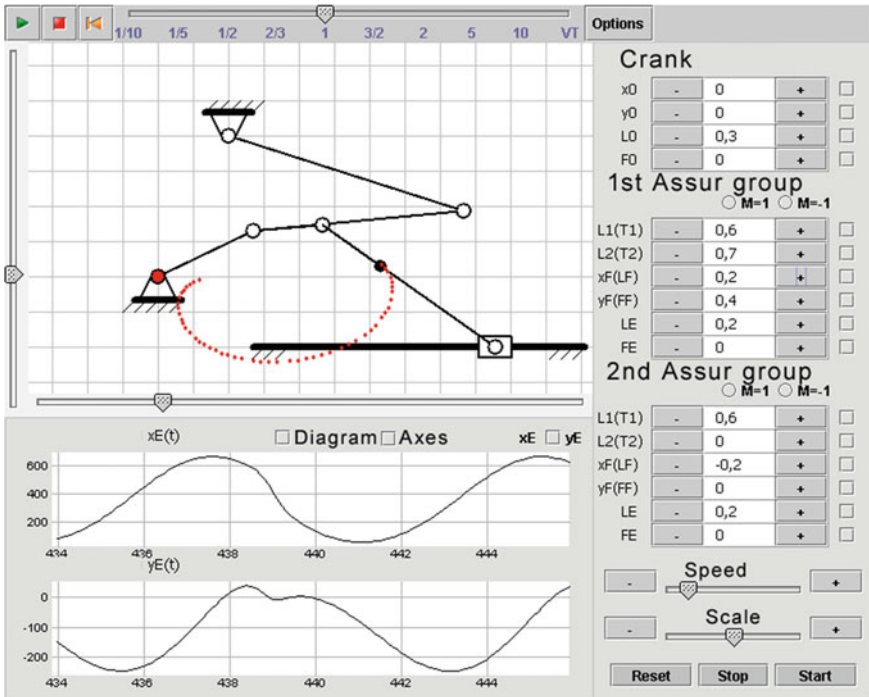 1/10 1/5 1/2 2/3 1 3/2 2 5 10 VT
Options
Crank
x0 - 0 +
y0 - 0 +
L0 - 0,3 +
F0 - 0 +
1st Assur group
M=1 M=-1
L1(T1) - 0,6 +
L2(T2) - 0,7 +
xF(LF) - 0,2 +
yF(FF) - 0,4 +
LE - 0,2 +
FE - 0 +
2nd Assur group
M=1 M=-1
L1(T1) - 0,6 +
L2(T2) - 0 +
xF(LF) - -0,2 +
yF(FF) - 0 +
LE - 0,2 +
FE - 0 +
Speed
- +
Scale
- +
Reset Stop Start
xE(t) Diagram Axes xE yE
600
400
200
434 436 438 440 442 444
yE(t)
0
-100
-200
434 436 438 440 442 444